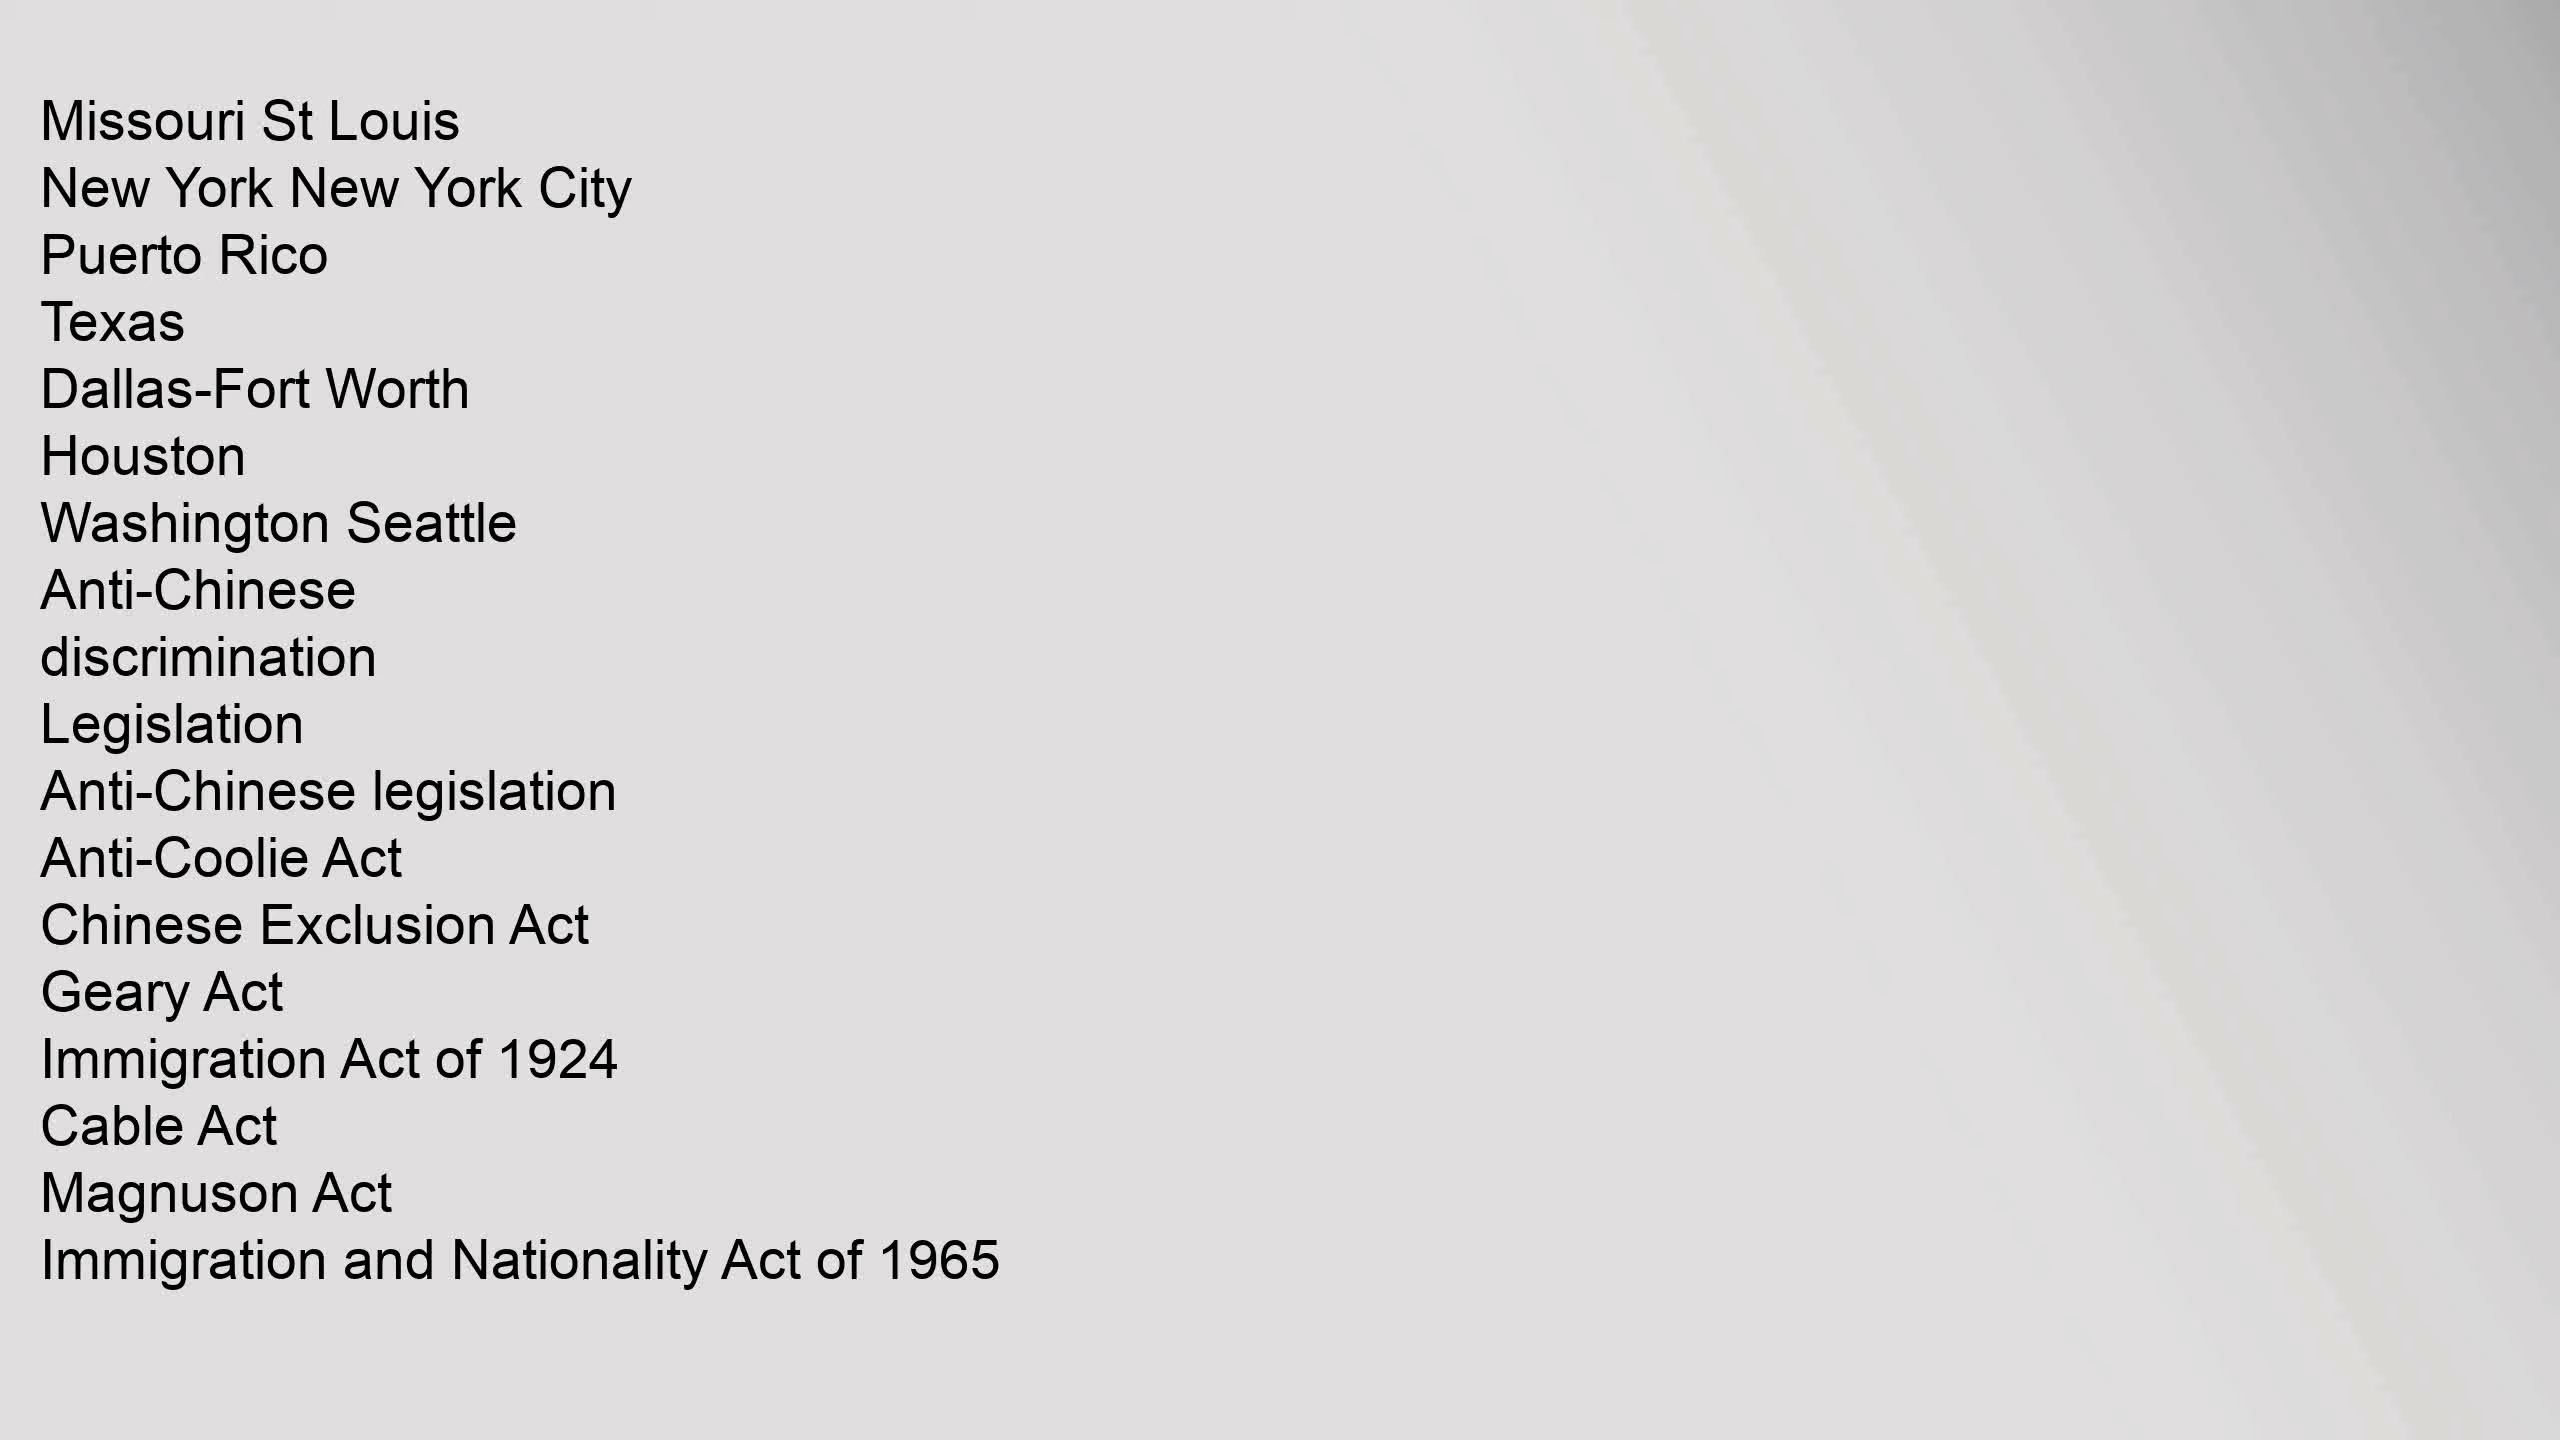 Missouri St Louis
New York New York City
Puerto Rico
Texas
Dallas-Fort Worth
Houston
Washington Seattle
Anti-Chinese
discrimination
Legislation
Anti-Chinese legislation
Anti-Coolie Act
Chinese Exclusion Act
Geary Act
Immigration Act of 1924
Cable Act
Magnuson Act
Immigration and Nationality Act of 1965